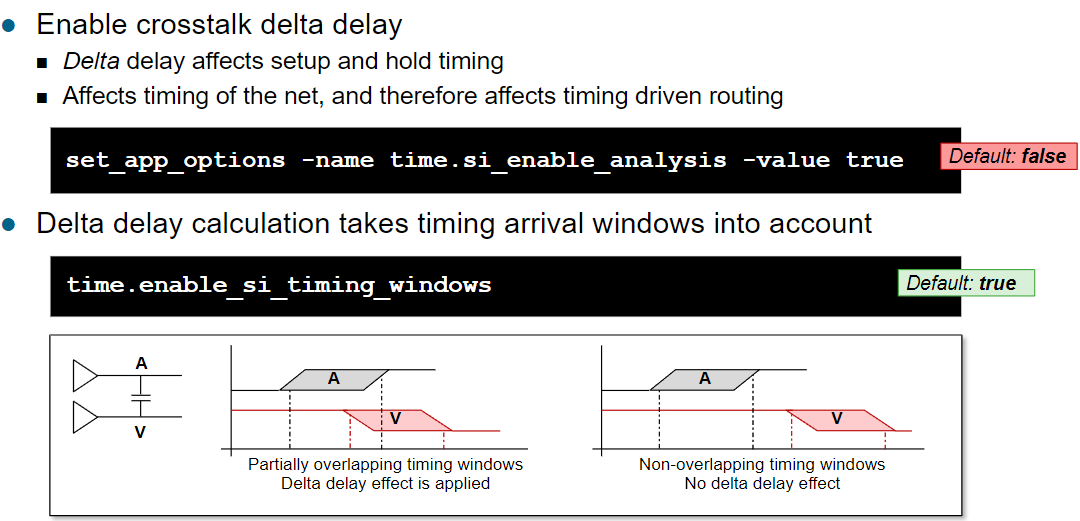 Enable crosstalk delta delay
Delta delay affects setup and hold timing
Affects timing of the net, and therefore affects timing driven routing
set_app_options -name time.si_enable_analysis -value true
Default: false
Delta delay calculation takes timing arrival windows into account
time.enable_si_timing_windows
Default: true
A
V
A
V
Partially overlapping timing windows
Delta delay effect is applied
A
V
Non-overlapping timing windows
No delta delay effect